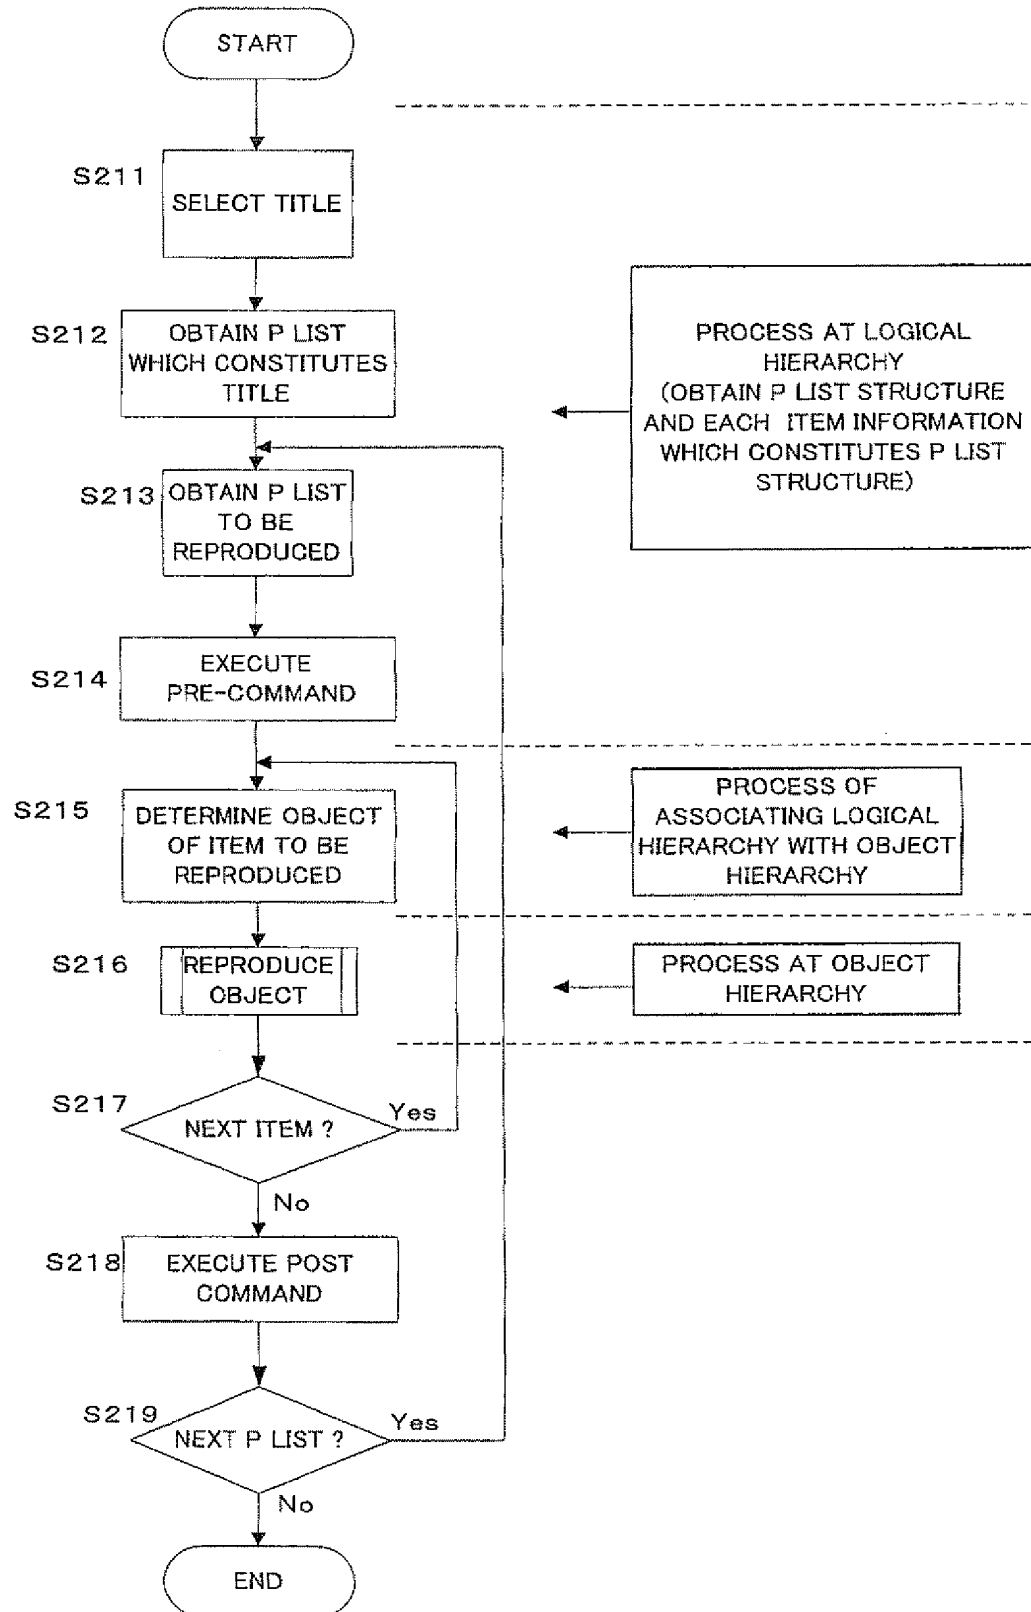 START
S211
SELECT TITLE
S212
OBTAIN P LIST
WHICH CONSTITUTES
TITLE
PROCESS AT LOGICAL
HIERARCHY
(OBTAIN P LIST STRUCTURE
AND EACH ITEM INFORMATION
WHICH CONSTITUTES P LIST
STRUCTURE)
S213
OBTAIN P LIST
TO BE
REPRODUCED
S214
EXECUTE
PRE-COMMAND
S215
DETERMINE OBJECT
OF ITEM TO BE
REPRODUCED
PROCESS OF
ASSOCIATING LOGICAL
HIERARCHY WITH OBJECT
HIERARCHY
S216
REPRODUCE
OBJECT
PROCESS AT OBJECT
HIERARCHY
S217
NEXT ITEM ?
Yes
No
S218
EXECUTE POST
COMMAND
S219
NEXT P LIST ?
Yes
No
END